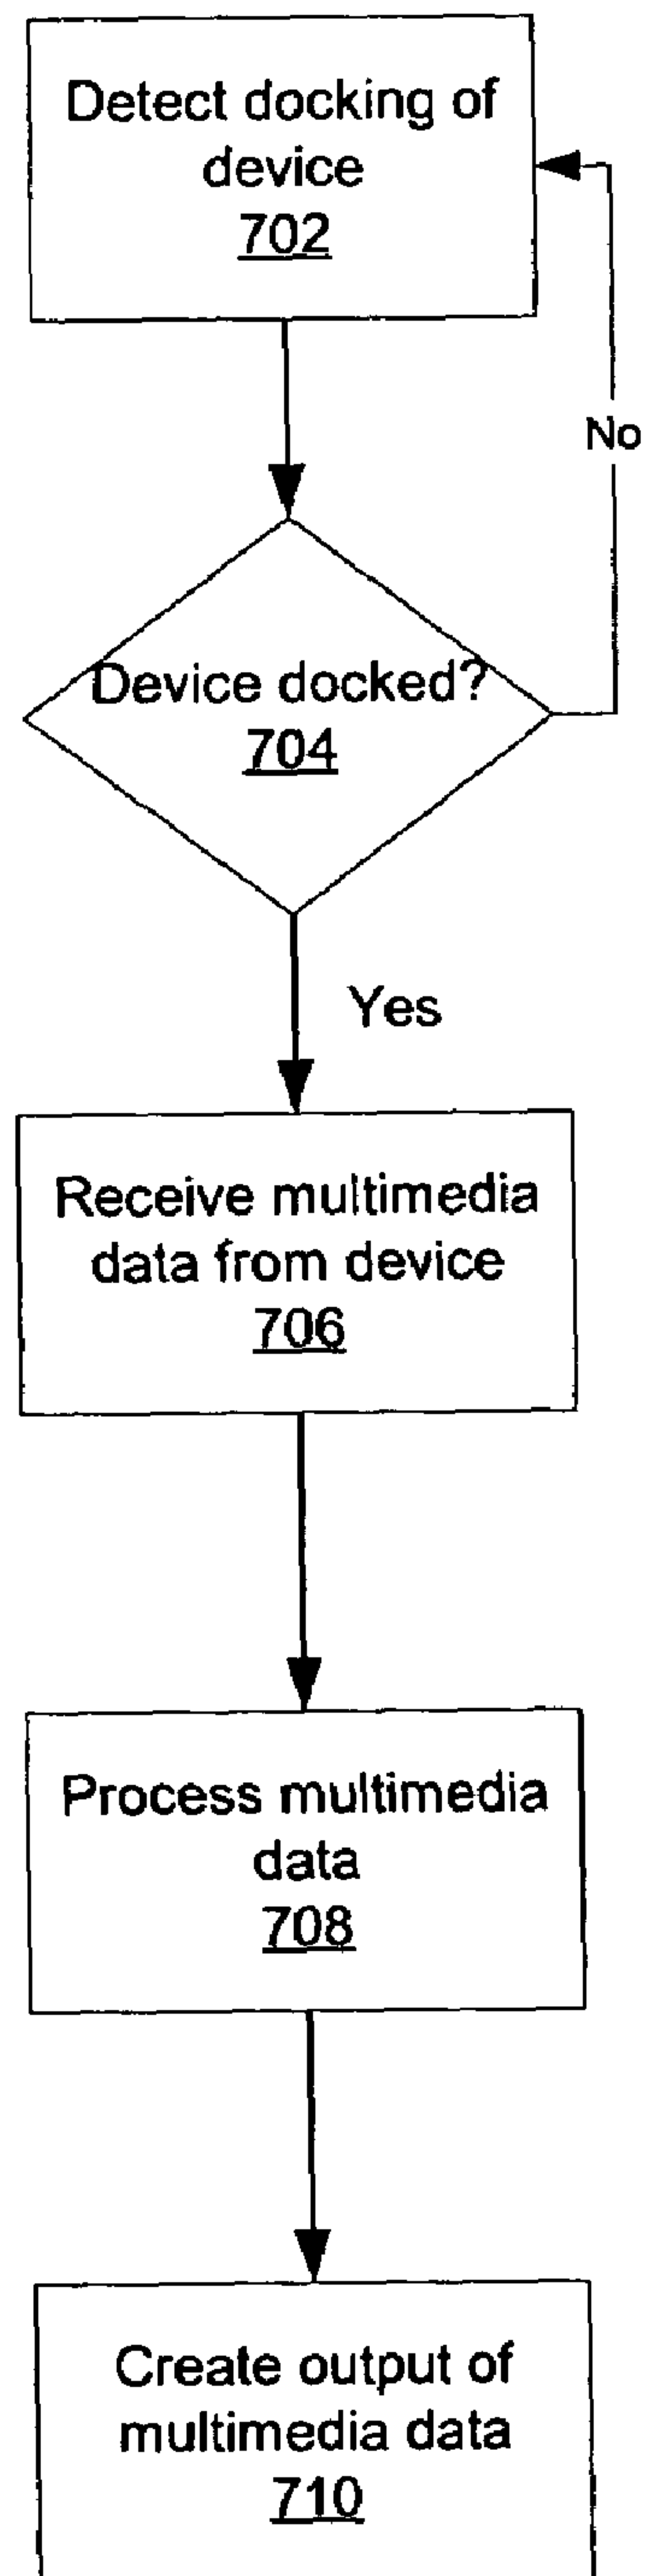 Detect docking of
device
702
No
Device docked?
704
Yes
Receive multimedia
data from device
706
Process multimedia
data
708
Create output of
multimedia data
710